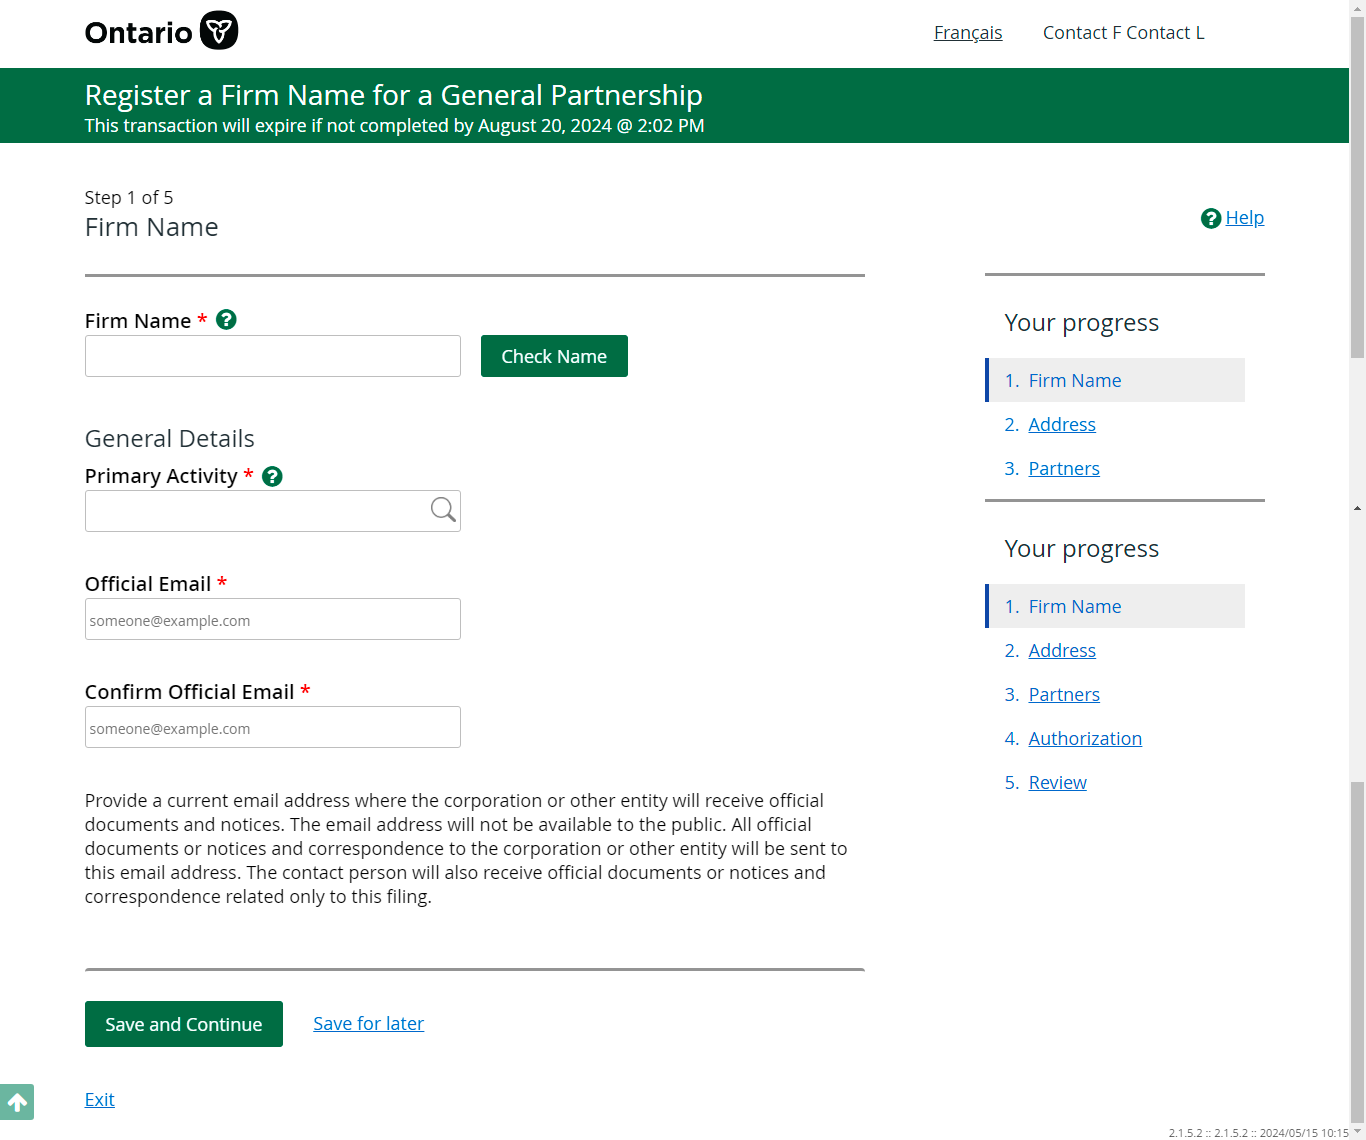 Ontario
Français
Contact F Contact L
Register a Firm Name for a General Partnership
This transaction will expire if not completed by August 20, 2024 @ 2:02 PM
Step 1 of 5
Firm Name
? Help
Firm Name * ?
Check Name
General Details
Primary Activity * ?
Official Email *
someone@example.com
Confirm Official Email *
someone@example.com
Provide a current email address where the corporation or other entity will receive official
documents and notices. The email address will not be available to the public. All official
documents or notices and correspondence to the corporation or other entity will be sent to
this email address. The contact person will also receive official documents or notices and
correspondence related only to this filing.
Save and Continue
Save for later
Exit
Your progress
1. Firm Name
2. Address
3. Partners
Your progress
1. Firm Name
2. Address
3. Partners
4. Authorization
5. Review
2.1.5.2 :: 2.1.5.2 :: 2024/05/15 10:15